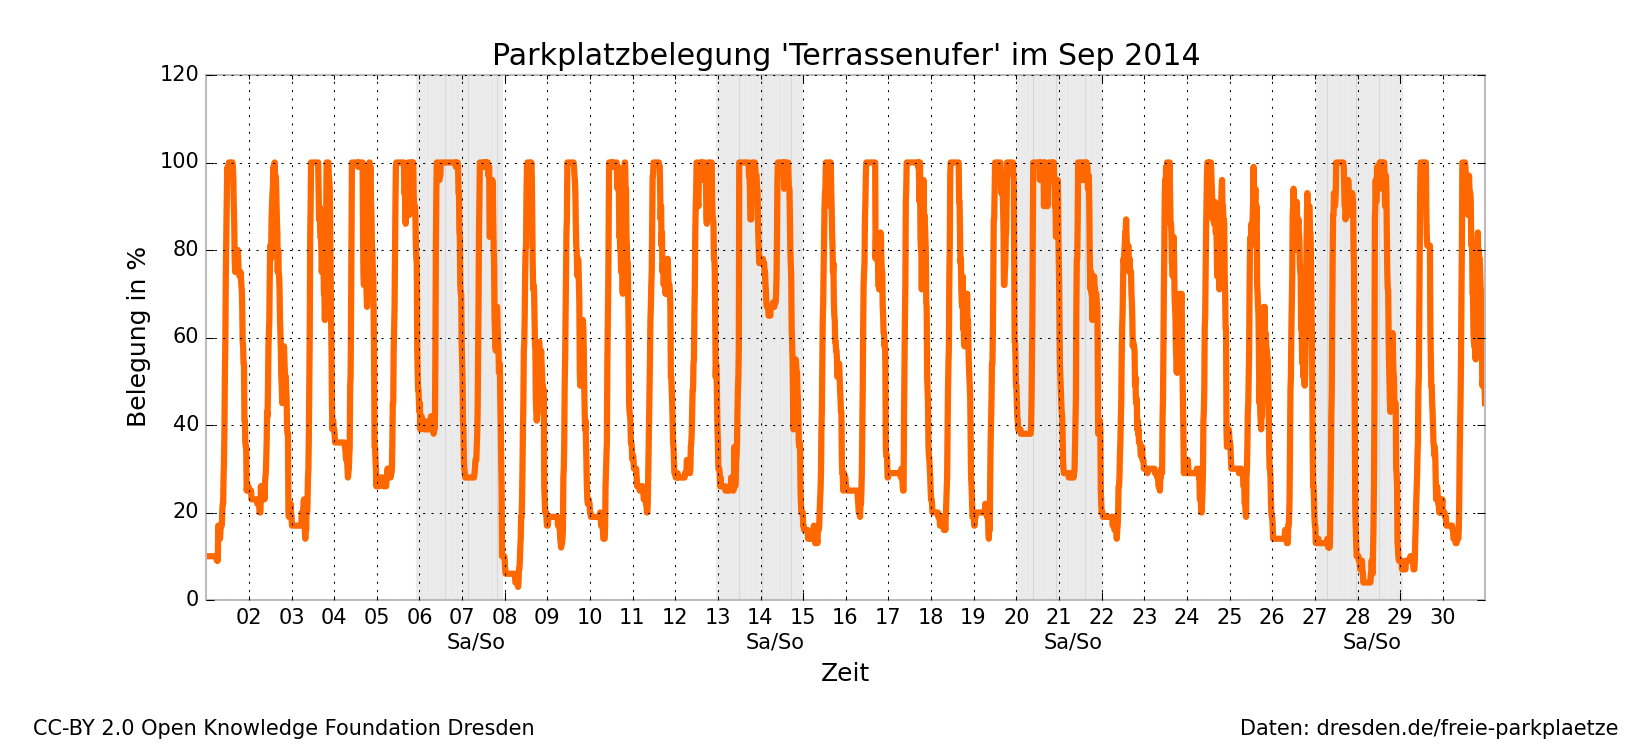 Parkplatzbelegung 'Terrassenufer' im Sep 2014
120
100
80
60
40
20
0
Belegung in %
02 03 04 05 06 07 08 09 10 11 12 13 14 15 16 17 18 19 20 21 22 23 24 25 26 27 28 29 30
Sa/So Sa/So Sa/So Sa/So
Zeit
CC-BY 2.0 Open Knowledge Foundation Dresden
Daten: dresden.de/freie-parkplaetze